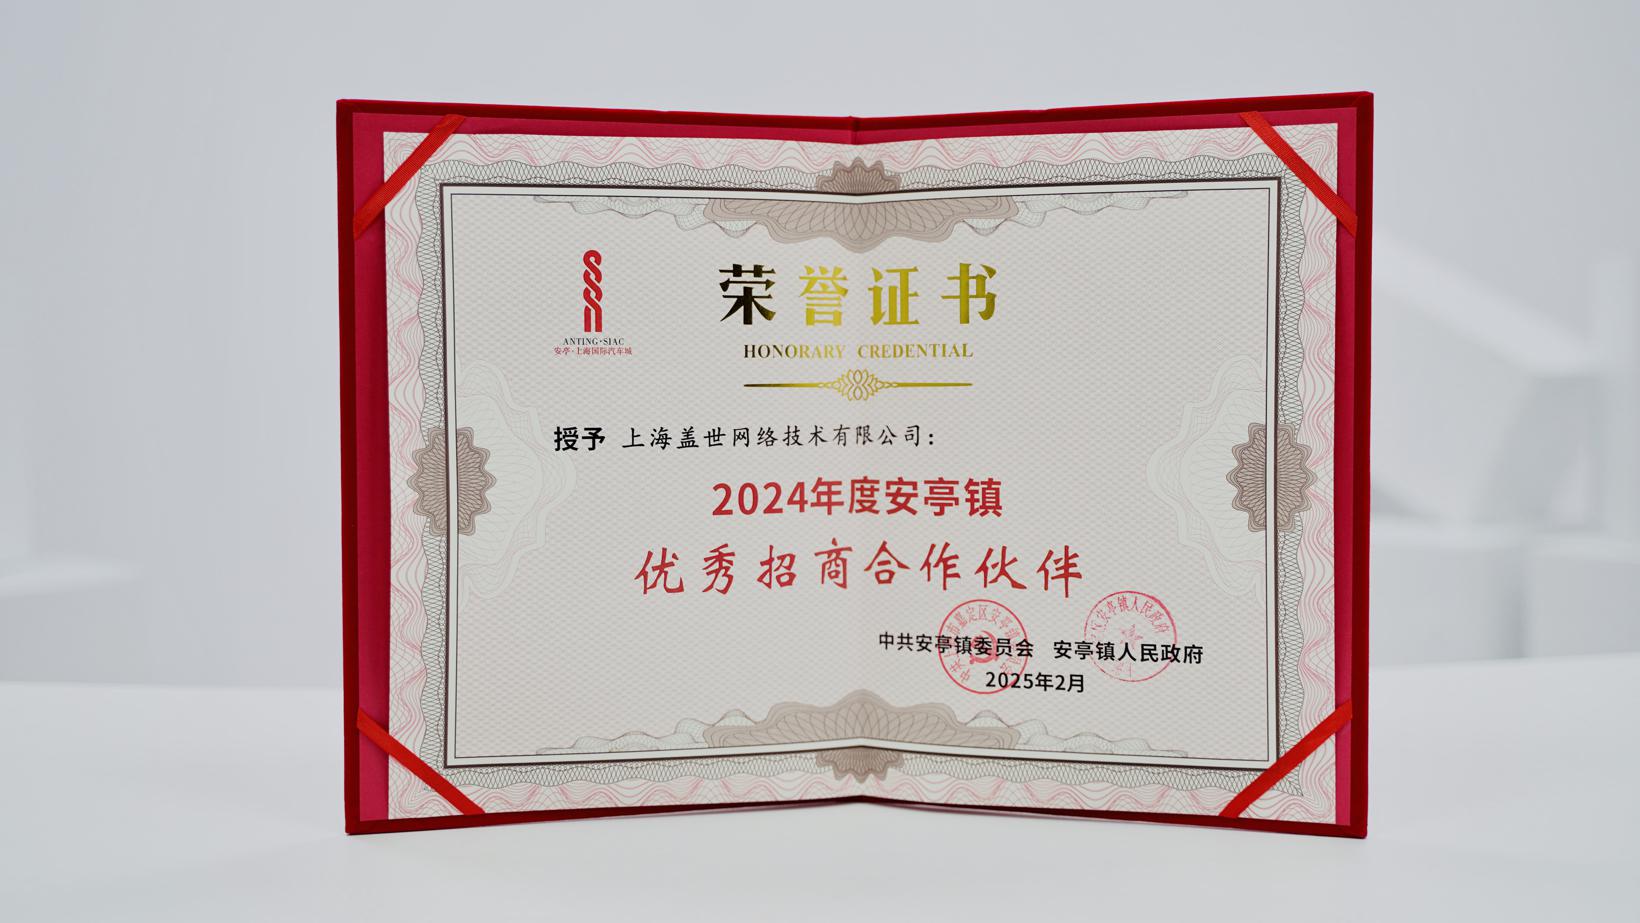 ANTING·SIAC
安亭·上海国际汽车城
荣誉证书
HONORARY CREDENTIAL
授予 上海盖世网络技术有限公司：
2024年度安亭镇
优秀招商合作伙伴
中共安亭镇委员会 安亭镇人民政府
2025年2月